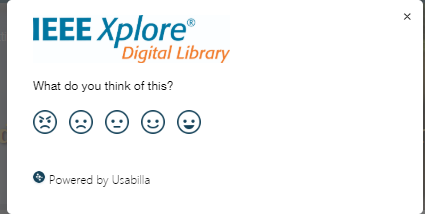 IEEE Xplore®
Digital Library
What do you think of this?
Powered by Usabilla